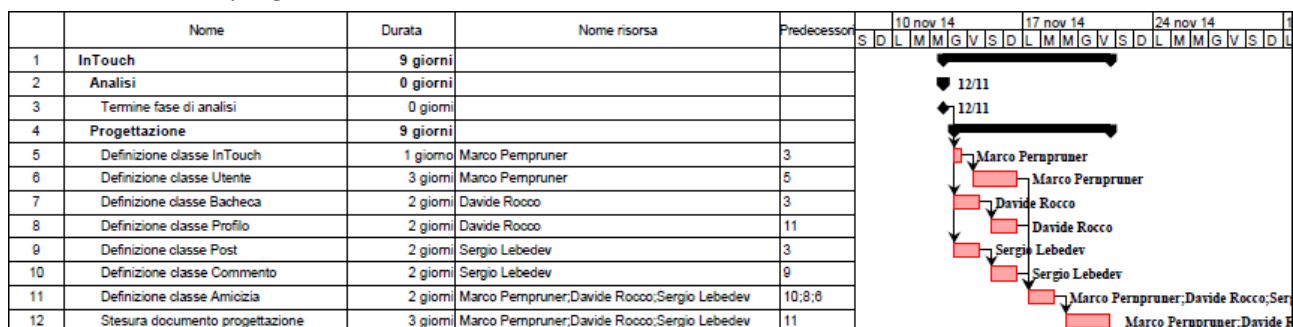 Nome Durata Nome risorsa Predecessori 10 nov 14 17 nov 14 24 nov 14 1
S D L M M G V S D L M M G V S D L M M G V S D L
1 InTouch 9 giorni
2 Analisi 0 giorni 12/11
3 Termine fase di analisi 0 giorni 12/11
4 Progettazione 9 giorni
5 Definizione classe InTouch 1 giorno Marco Pernpruner 3 Marco Pernpruner
6 Definizione classe Utente 3 giorni Marco Pernpruner 5 Marco Pernpruner
7 Definizione classe Bacheca 2 giorni Davide Rocco 3 Davide Rocco
8 Definizione classe Profilo 2 giorni Davide Rocco 11 Davide Rocco
9 Definizione classe Post 2 giorni Sergio Lebedev 3 Sergio Lebedev
10 Definizione classe Commento 2 giorni Sergio Lebedev 9 Sergio Lebedev
11 Definizione classe Amicizia 2 giorni Marco Pernpruner;Davide Rocco;Sergio Lebedev 10;8;6 Marco Pernpruner;Davide Rocco;Ser
12 Stesura documento progettazione 3 giorni Marco Pernpruner;Davide Rocco;Sergio Lebedev 11 Marco Pernpruner;Davide R